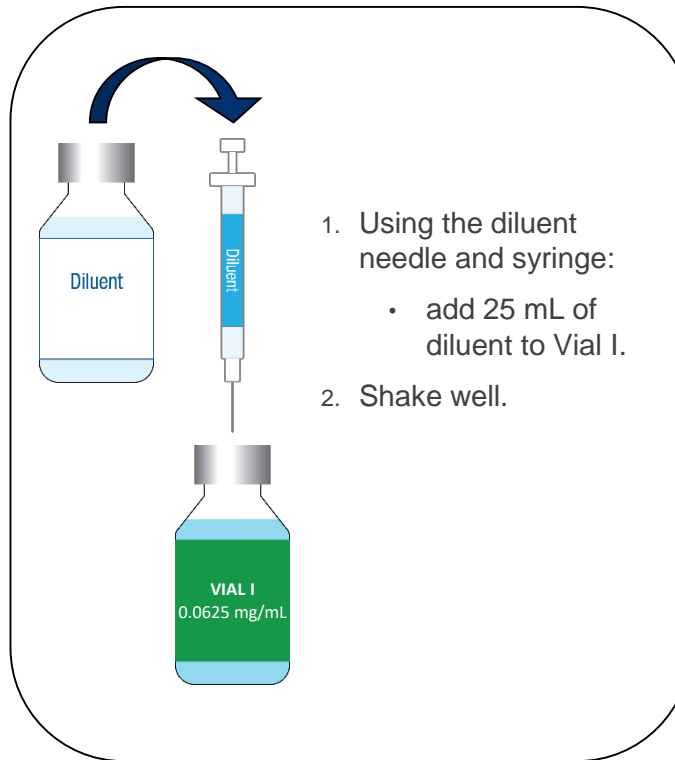 Diluent
Diluent
1. Using the diluent
needle and syringe:
• add 25 mL of
diluent to Vial I.
2. Shake well.
VIAL I
0.0625 mg/mL